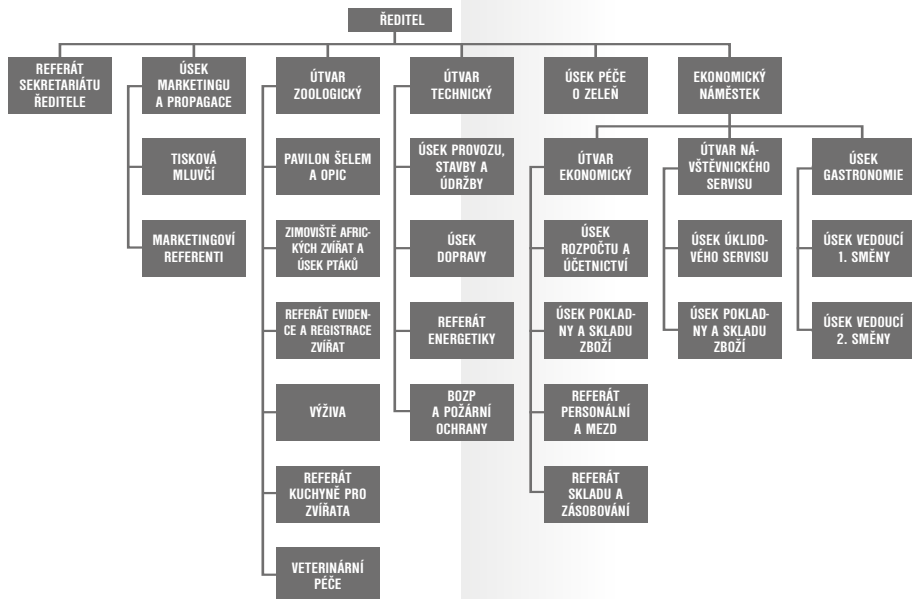 ŘEDITEL
REFERÁT
SEKRETARIÁTU
ŘEDITELE
ÚSEK
MARKETINGU
A PROPAGACE
ÚTVAR
ZOOLOGICKÝ
ÚTVAR
TECHNICKÝ
ÚSEK PÉČE
O ZELEŇ
EKONOMICKÝ
NÁMĚSTEK
TISKOVÁ
MLUVČÍ
PAVILON ŠELEM
A OPIC
ÚSEK PROVOZU,
STAVBY A
ÚDRŽBY
ÚTVAR
EKONOMICKÝ
ÚTVAR NÁ-
VŠTĚVNICKÉHO
SERVISU
ÚSEK
GASTRONOMIE
MARKETINGOVÍ
REFERENTI
ZIMOVIŠTĚ AFRIC-
KÝCH ZVÍŘAT A
ÚSEK PTÁKŮ
ÚSEK
DOPRAVY
ÚSEK
ROZPOČTU A
ÚČETNICTVÍ
ÚSEK ÚKLIDO-
VÉHO SERVISU
ÚSEK VEDOUCÍ
1. SMĚNY
REFERÁT EVIDEN-
CE A REGISTRACE
ZVÍŘAT
REFERÁT
ENERGETIKY
ÚSEK POKLAD-
NY A SKLADU
ZBOŽÍ
ÚSEK POKLAD-
NY A SKLADU
ZBOŽÍ
ÚSEK VEDOUCÍ
2. SMĚNY
VÝŽIVA
BOZP
A POŽÁRNÍ
OCHRANY
REFERÁT
PERSONÁLNÍ
A MEZD
REFERÁT
KUCHYNĚ PRO
ZVÍŘATA
REFERÁT
SKLADU A
ZÁSOBOVÁNÍ
VETERINÁRNÍ
PÉČE